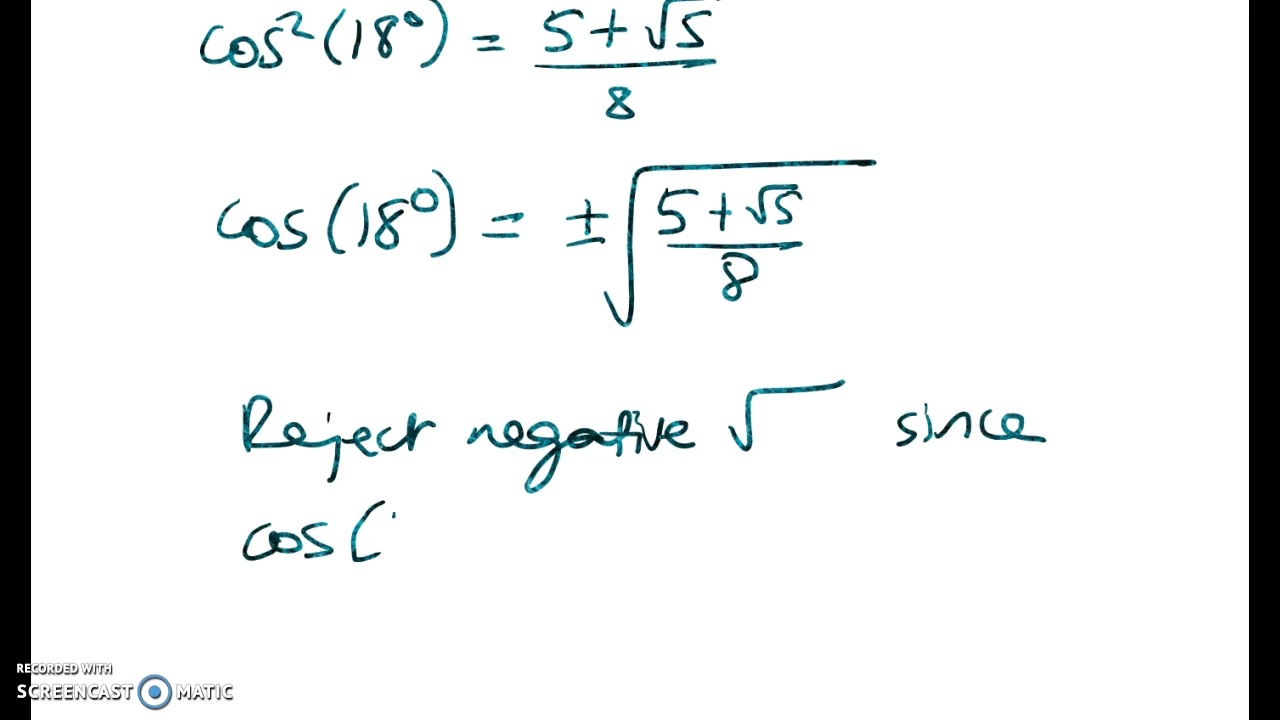 cos²(18°) = 5+√5 / 8
cos(18°) = ±√(5+√5 / 8)
Reject negative √ since
cos(
RECORDED WITH
SCREENCAST MATIC